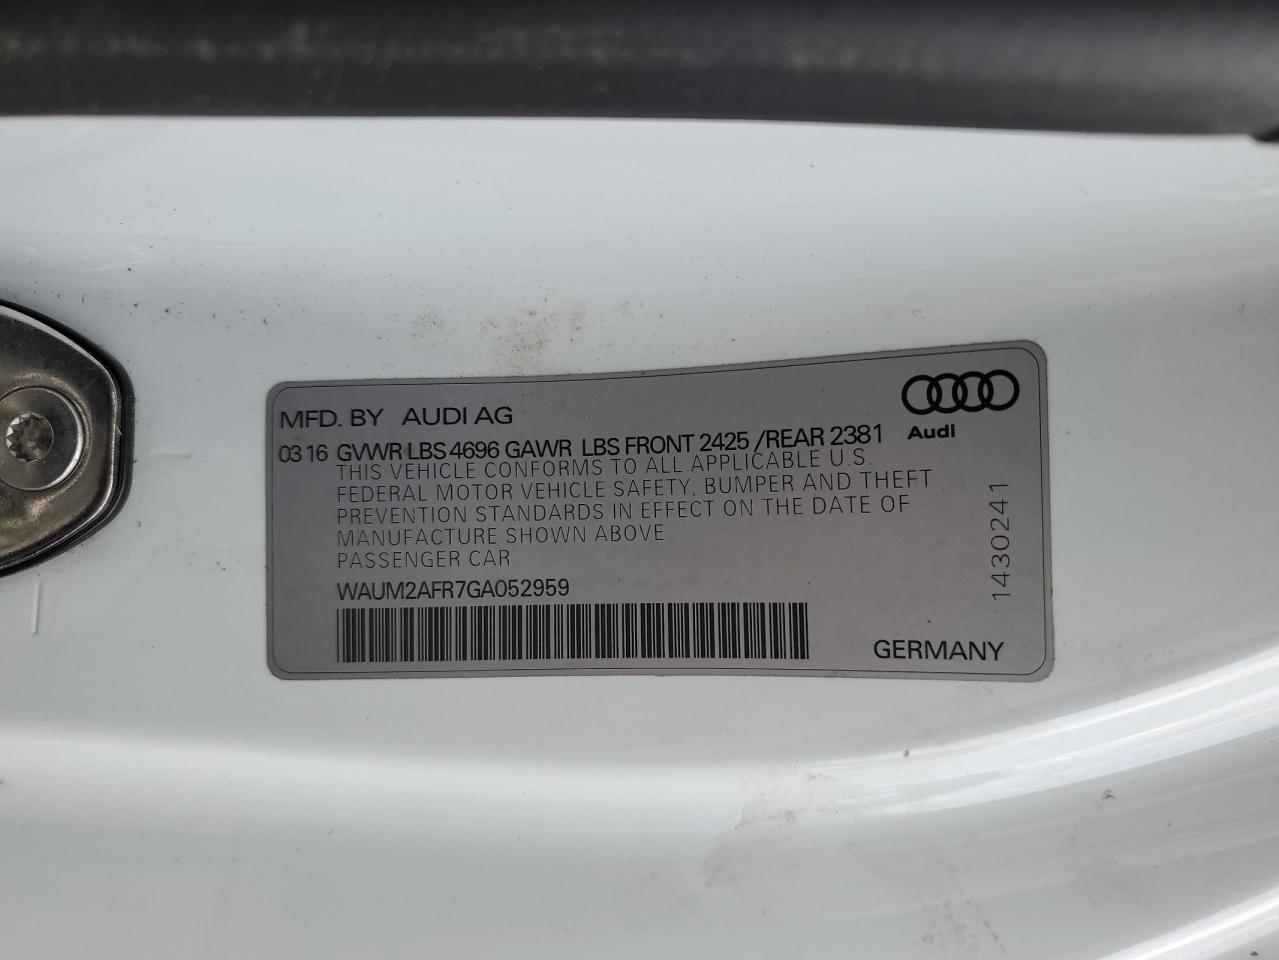 MFD. BY AUDI AG
03 16 GVWR LBS 4696 GAWR LBS FRONT 2425 / REAR 2381
Audi
THIS VEHICLE CONFORMS TO ALL APPLICABLE U.S.
FEDERAL MOTOR VEHICLE SAFETY, BUMPER AND THEFT
PREVENTION STANDARDS IN EFFECT ON THE DATE OF
MANUFACTURE SHOWN ABOVE
PASSENGER CAR
WAUM2AFR7GA052959
GERMANY
1430241